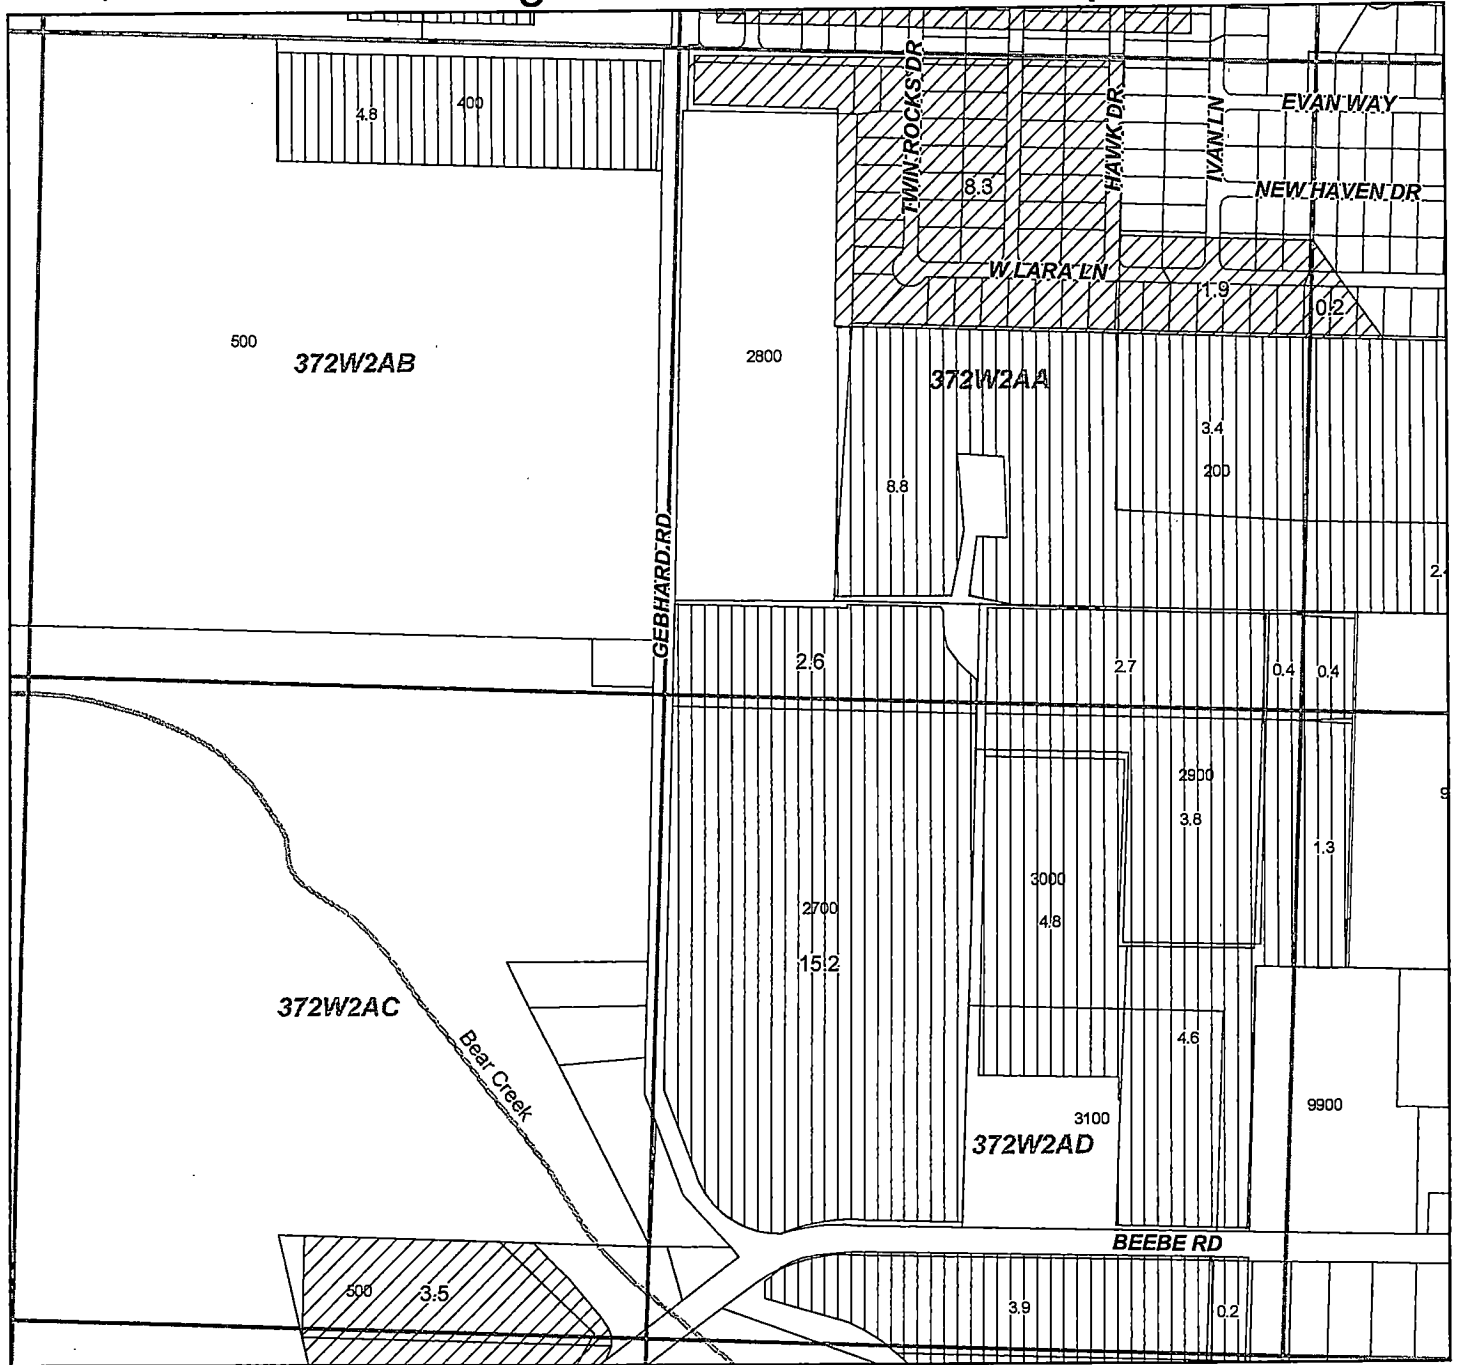 TWIN ROCKS DR
HAWK DR
IVAN LN
EVAN WAY
NEW HAVEN DR
4.8
400
8.3
W LARA LN
1.9
0.2
500
372W2AB
2800
372W2AA
3.4
200
8.8
GEBHARD RD
2.6
2.7
0.4
0.4
2900
3.8
1.3
3000
4.8
2700
15.2
372W2AC
Bear Creek
4.6
3100
9900
372W2AD
BEEBE RD
500
3.5
3.9
0.2